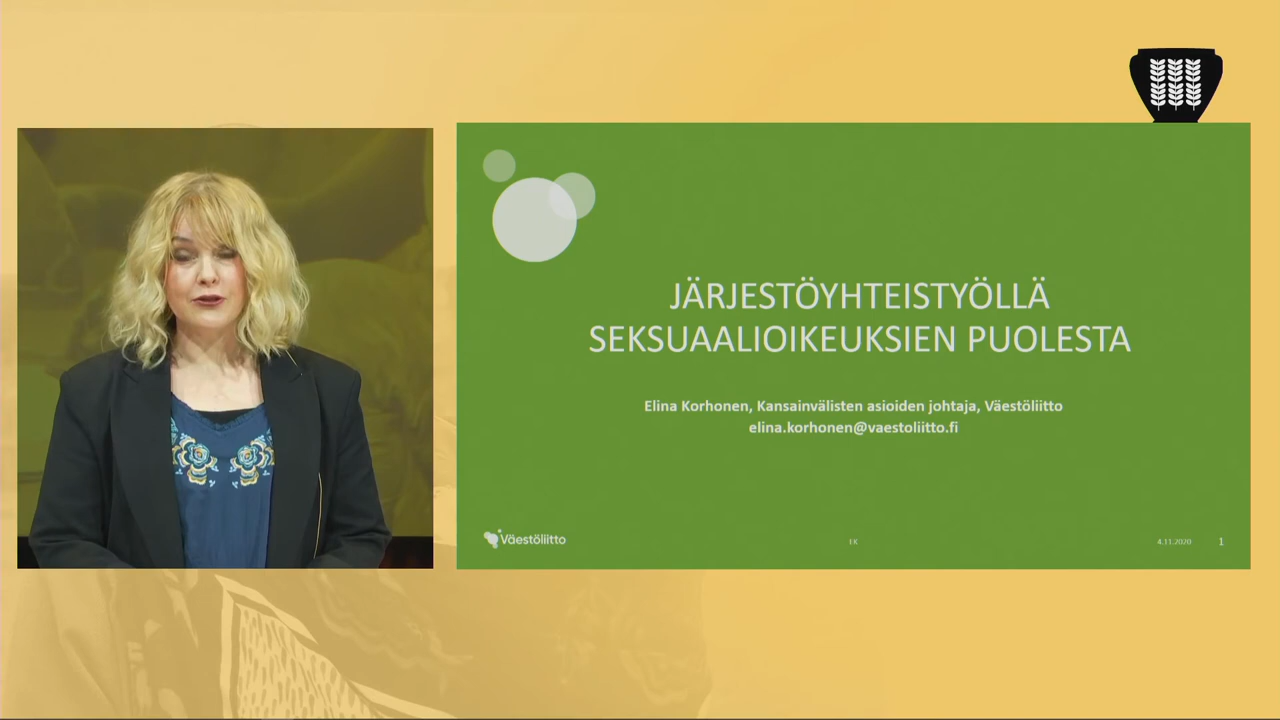 JÄRJESTÖYHTEISTYÖLLÄ
SEKSUAALIOIKEUKSIEN PUOLESTA
Elina Korhonen, Kansainvälisten asioiden johtaja, Väestöliitto
elina.korhonen@vaestoliitto.fi
Väestöliitto
EK
4.11.2020
1